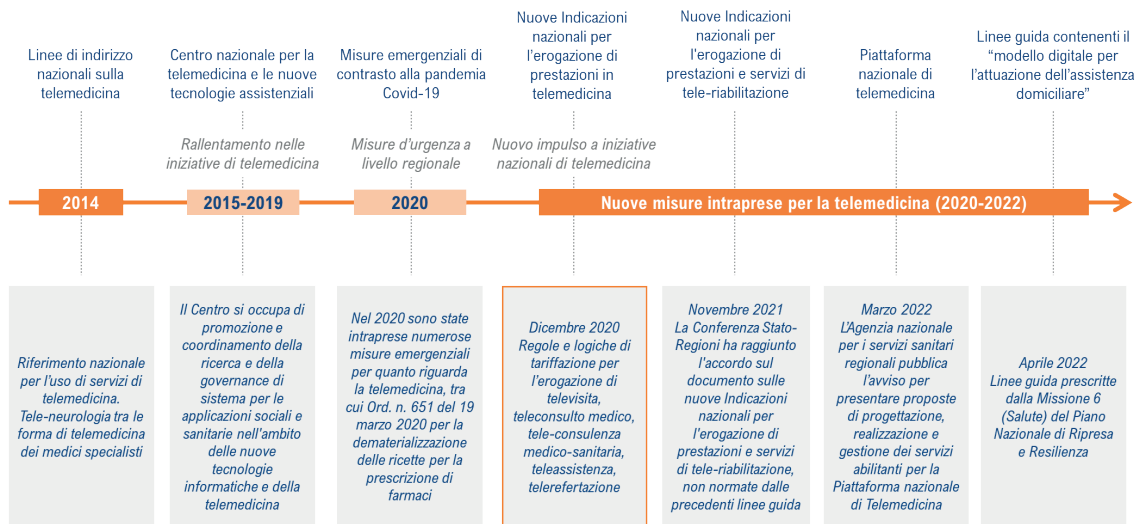 Linee di indirizzo
nazionali sulla
telemedicina
Centro nazionale per la
telemedicina e le nuove
tecnologie assistenziali
Misure emergenziali di
contrasto alla pandemia
Covid-19
Nuove Indicazioni
nazionali per
l'erogazione di
prestazioni in
telemedicina
Nuove Indicazioni
nazionali per
l'erogazione di
prestazioni e servizi di
tele-riabilitazione
Piattaforma
nazionale di
telemedicina
Linee guida contenenti il
“modello digitale per
l’attuazione dell’assistenza
domiciliare”
Rallentamento nelle
iniziative di telemedicina
Misure d’urgenza a
livello regionale
Nuovo impulso a iniziative
nazionali di telemedicina
2014
2015-2019
2020
Nuove misure intraprese per la telemedicina (2020-2022)
Riferimento nazionale
per l’uso di servizi di
telemedicina.
Tele-neurologia tra le
forma di telemedicina
dei medici specialisti
Il Centro si occupa di
promozione e
coordinamento della
ricerca e della
governance di
sistema per le
applicazioni sociali e
sanitarie nell'ambito
delle nuove
tecnologie
informatiche e della
telemedicina
Nel 2020 sono state
intraprese numerose
misure emergenziali
per quanto riguarda
la telemedicina, tra
cui Ord. n. 651 del 19
marzo 2020 per la
dematerializzazione
delle ricette per la
prescrizione di
farmaci
Dicembre 2020
Regole e logiche di
tariffazione per
l’erogazione di
televisita,
teleconsulto medico,
tele-consulenza
medico-sanitaria,
teleassistenza,
telerefertazione
Novembre 2021
La Conferenza Stato-
Regioni ha raggiunto
l'accordo sul
documento sulle
nuove Indicazioni
nazionali per
l'erogazione di
prestazioni e servizi
di tele-riabilitazione,
non normate dalle
precedenti linee guida
Marzo 2022
L’Agenzia nazionale
per i servizi sanitari
regionali pubblica
l’avviso per
presentare proposte
di progettazione,
realizzazione e
gestione dei servizi
abilitanti per la
Piattaforma nazionale
di Telemedicina
Aprile 2022
Linee guida prescritte
dalla Missione 6
(Salute) del Piano
Nazionale di Ripresa
e Resilienza